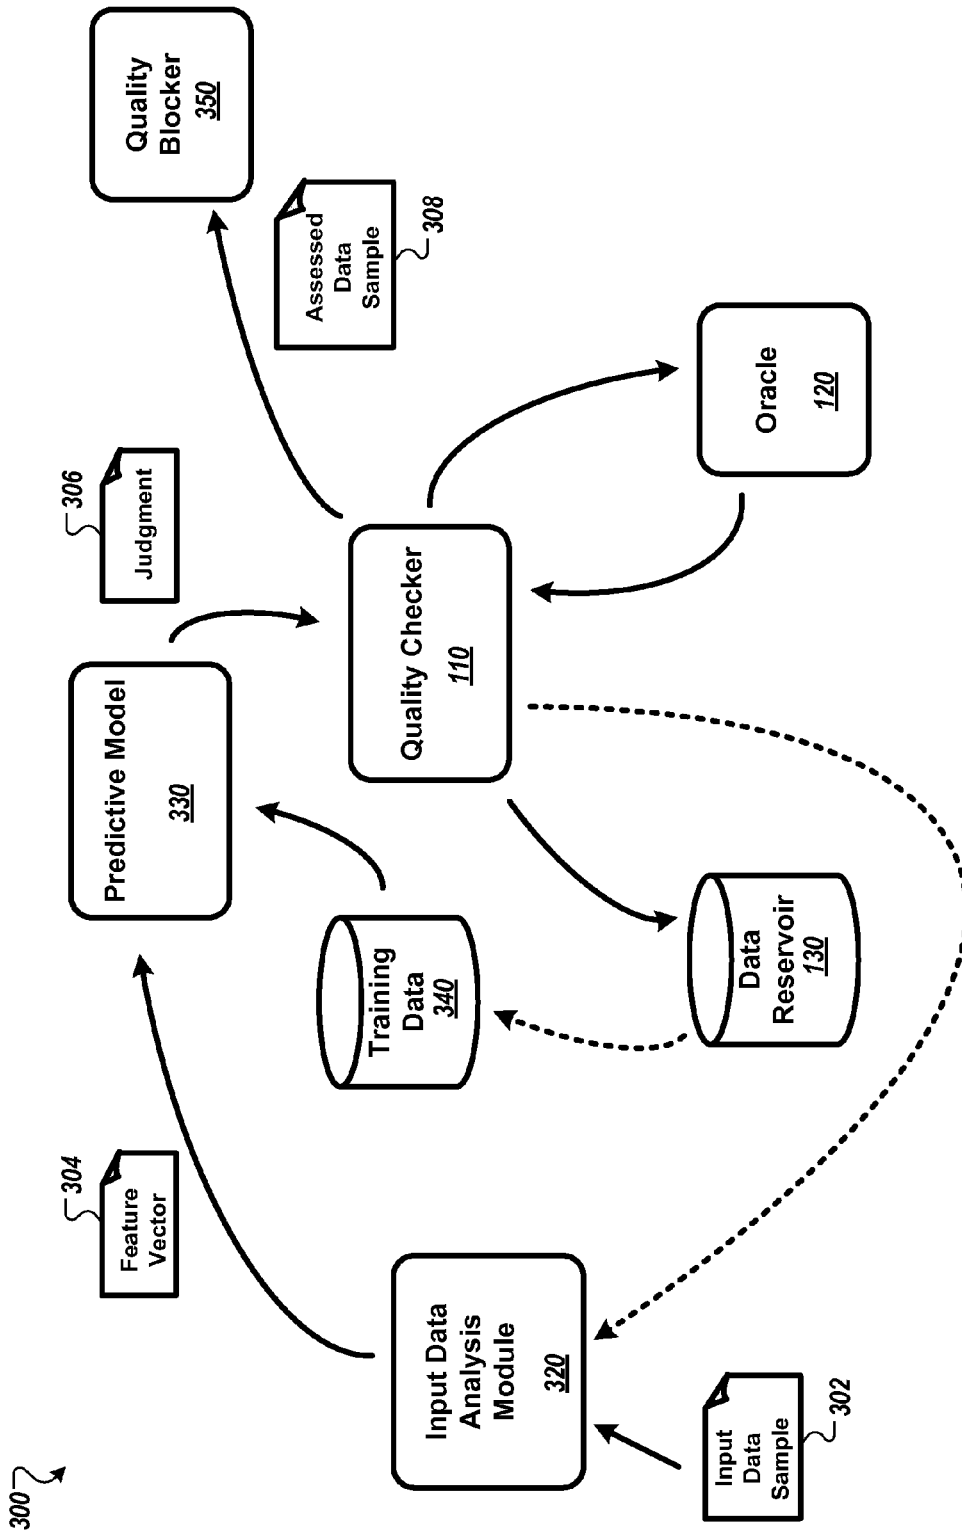 300
Input
Data
Sample
302
Input Data
Analysis
Module
320
304
Feature
Vector
Training
Data
340
Data
Reservoir
130
Predictive Model
330
306
Judgment
Quality Checker
110
Oracle
120
Assessed
Data
Sample
308
Quality
Blocker
350